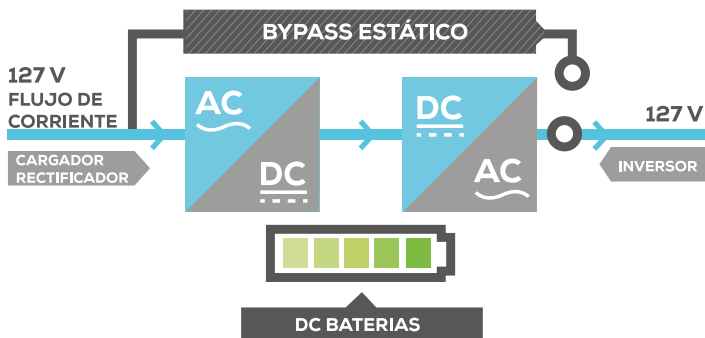 BYPASS ESTÁTICO
127 V
FLUJO DE
CORRIENTE
CARGADOR
RECTIFICADOR
AC
DC
DC
AC
127 V
INVERSOR
DC BATERIAS